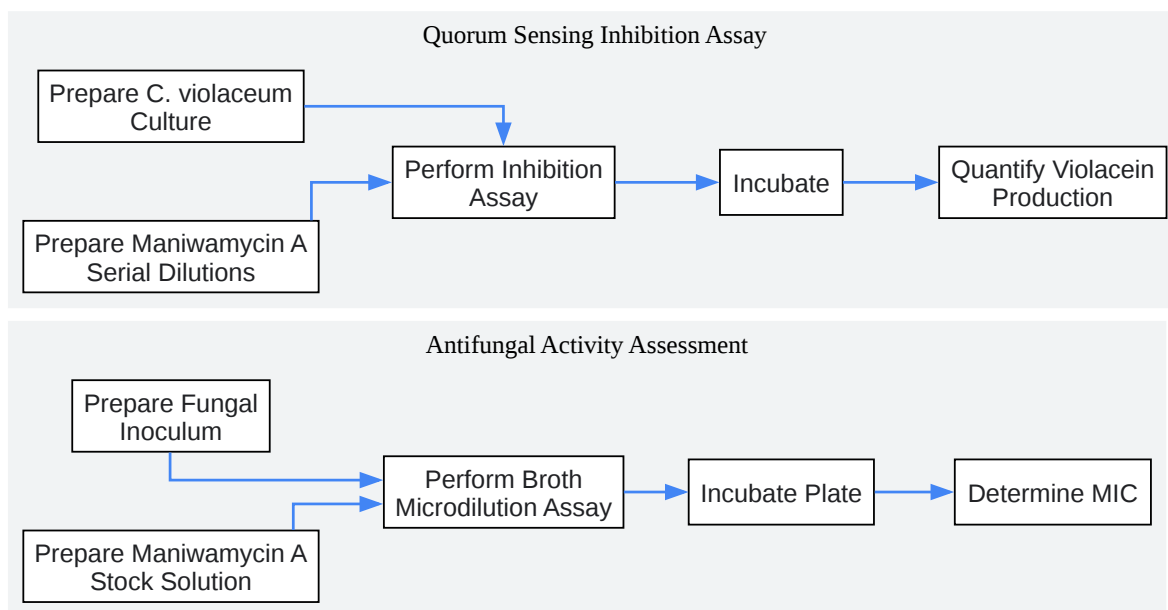 Quorum Sensing Inhibition Assay
Prepare C. violaceum
Culture
Prepare Maniwamycin A
Serial Dilutions
Perform Inhibition
Assay
Incubate
Quantify Violacein
Production
Antifungal Activity Assessment
Prepare Fungal
Inoculum
Prepare Maniwamycin A
Stock Solution
Perform Broth
Microdilution Assay
Incubate Plate
Determine MIC